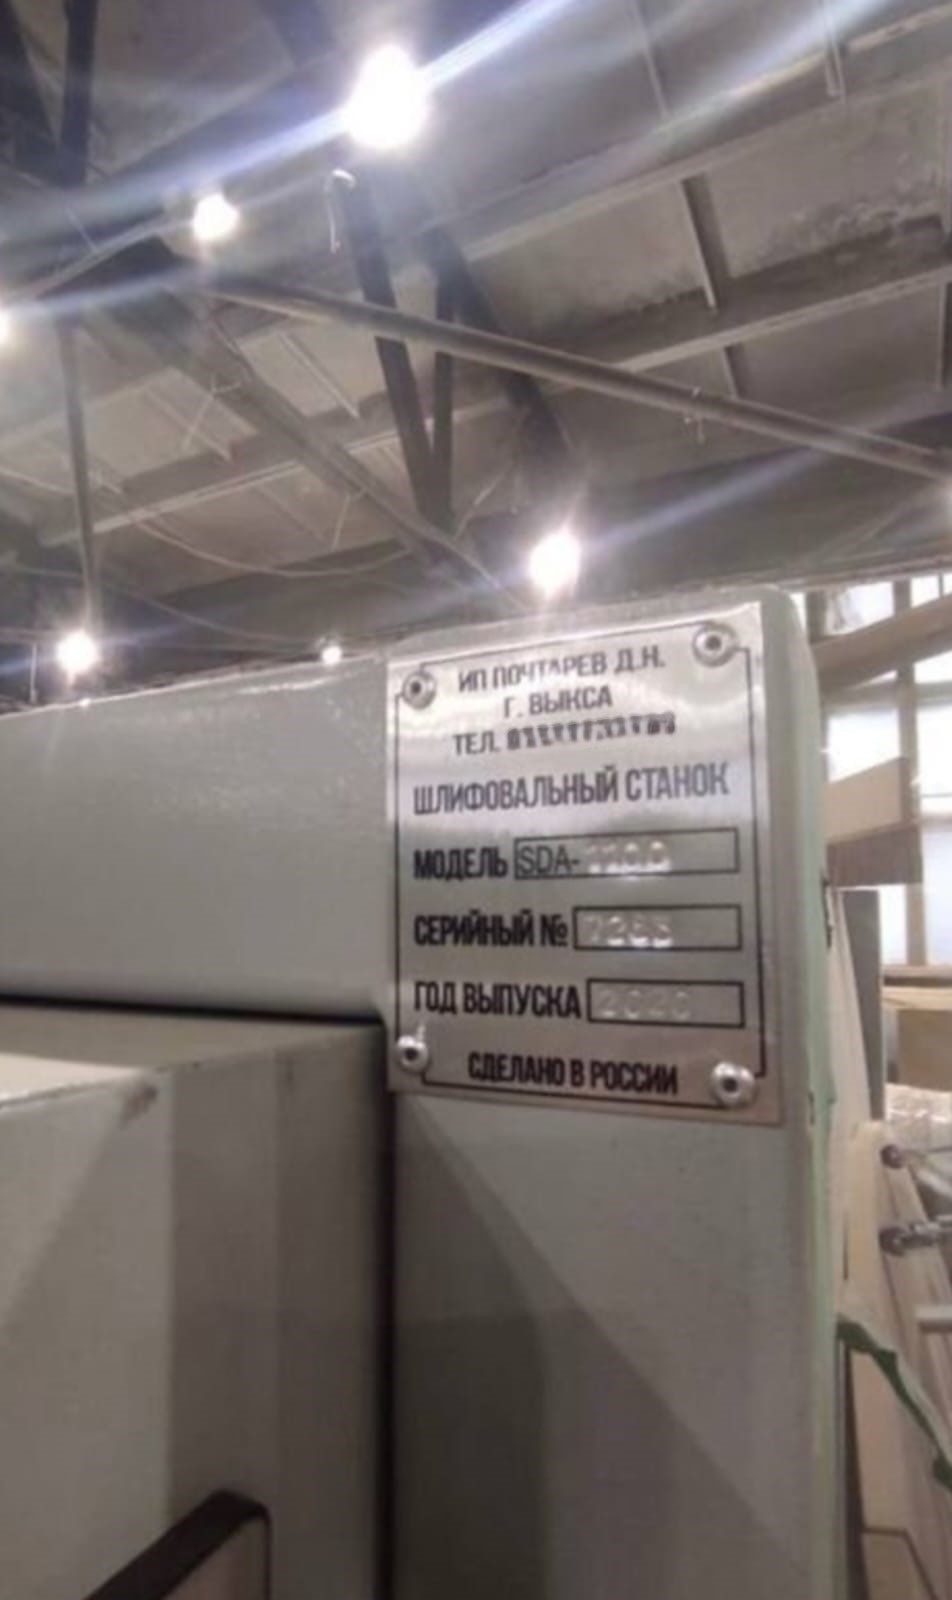 ИП ПОЧТАРЕВ Д.Н.
Г. ВЫКСА
ТЕЛ.
ШЛИФОВАЛЬНЫЙ СТАНОК
МОДЕЛЬ SDA-
СЕРИЙНЫЙ №
ГОД ВЫПУСКА
СДЕЛАНО В РОССИИ